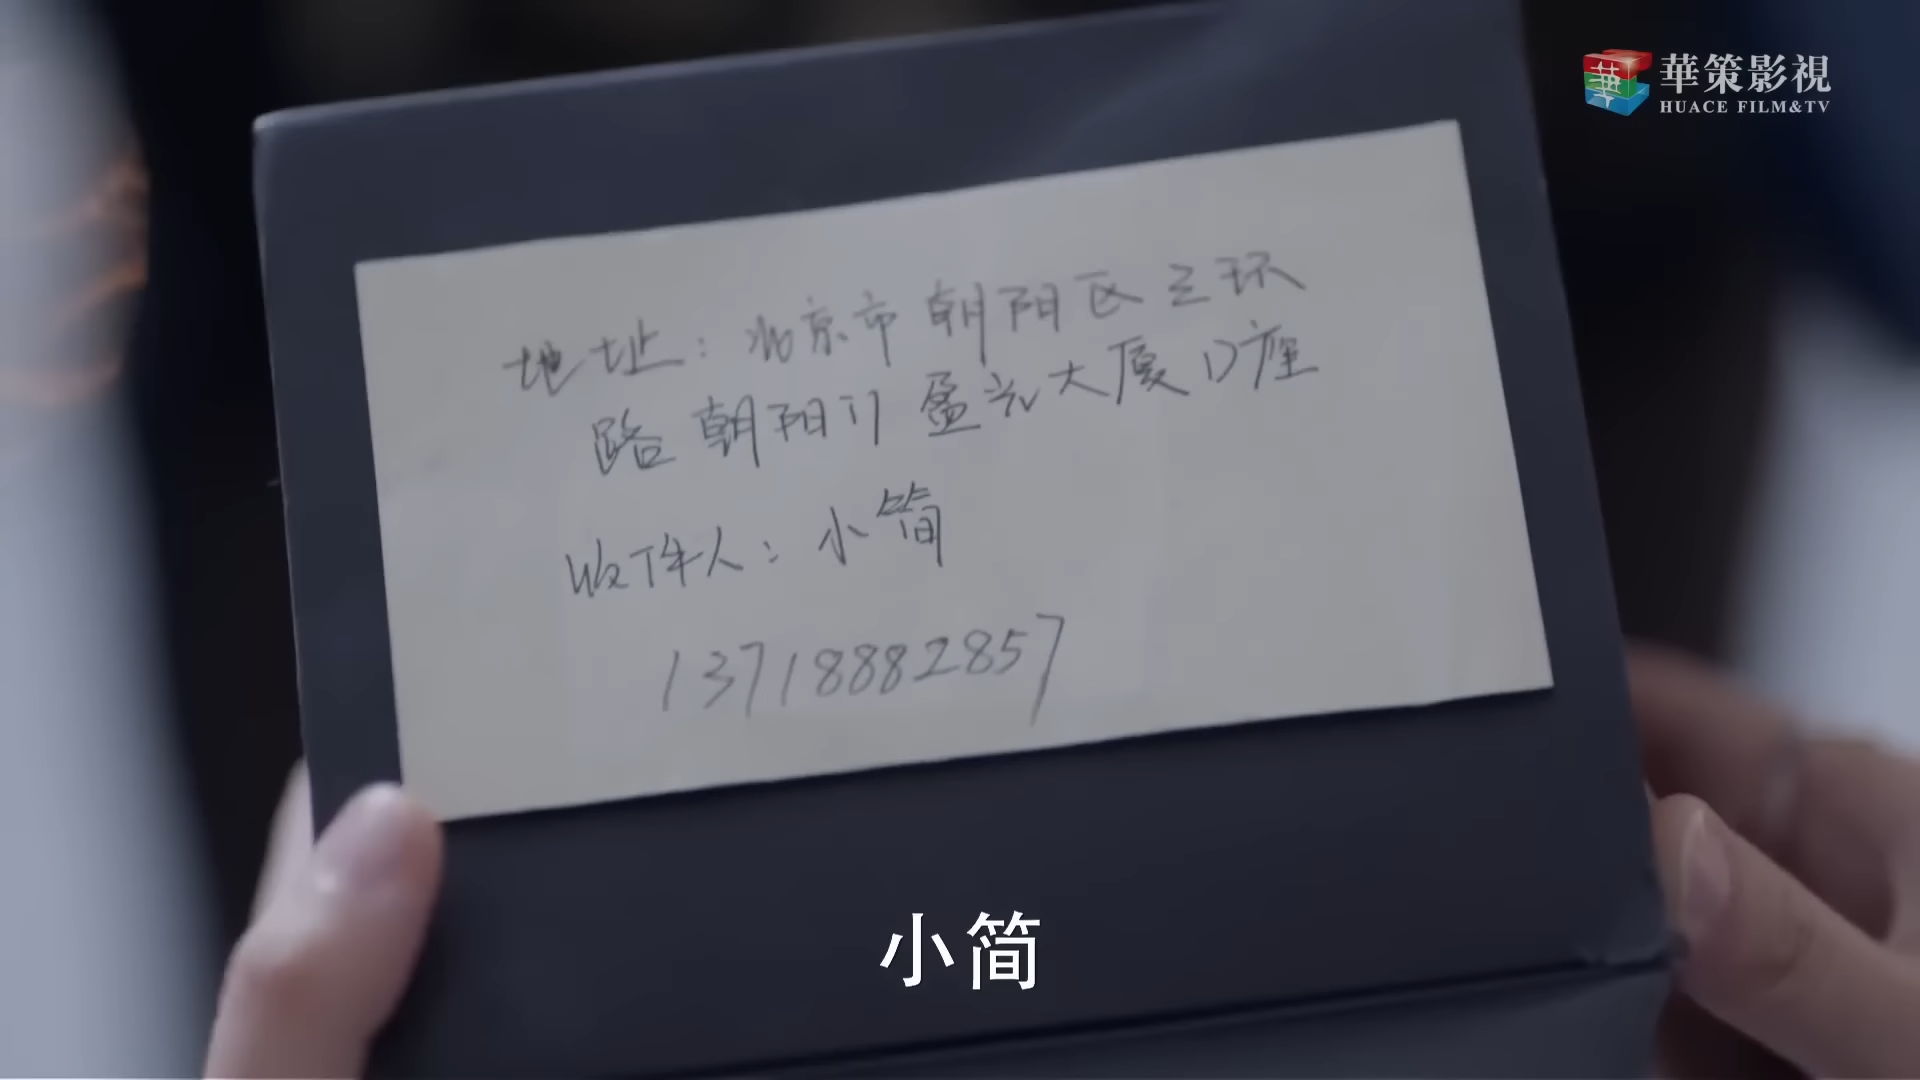 華策影視
HUACE FILM&TV
地址：北京市朝阳区三环
路朝阳门盈光大厦D座
收件人：小简
13718882857
小简